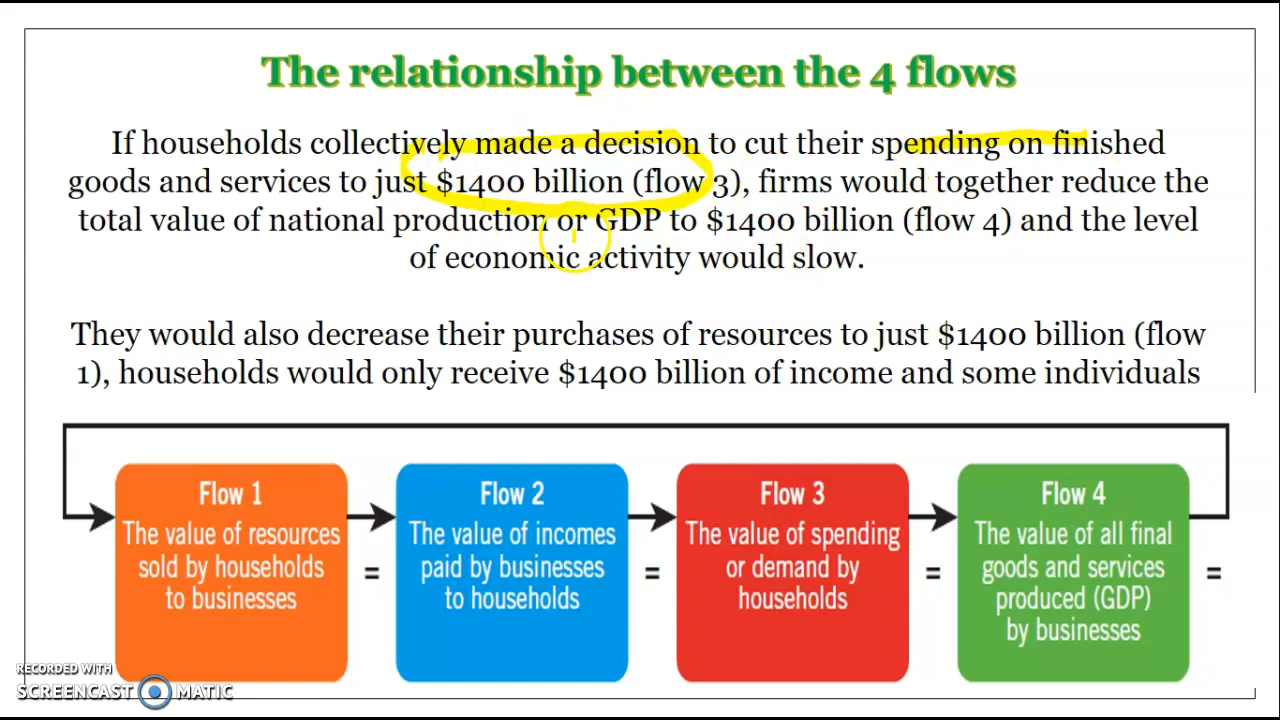 The relationship between the 4 flows
If households collectively made a decision to cut their spending on finished
goods and services to just $1400 billion (flow 3), firms would together reduce the
total value of national production or GDP to $1400 billion (flow 4) and the level
of economic activity would slow.
They would also decrease their purchases of resources to just $1400 billion (flow
1), households would only receive $1400 billion of income and some individuals
Flow 1
The value of resources
sold by households
to businesses
=
Flow 2
The value of incomes
paid by businesses
to households
=
Flow 3
The value of spending
or demand by
households
=
Flow 4
The value of all final
goods and services
produced (GDP)
by businesses
=
RECORDED WITH
SCREENCAST MATIC